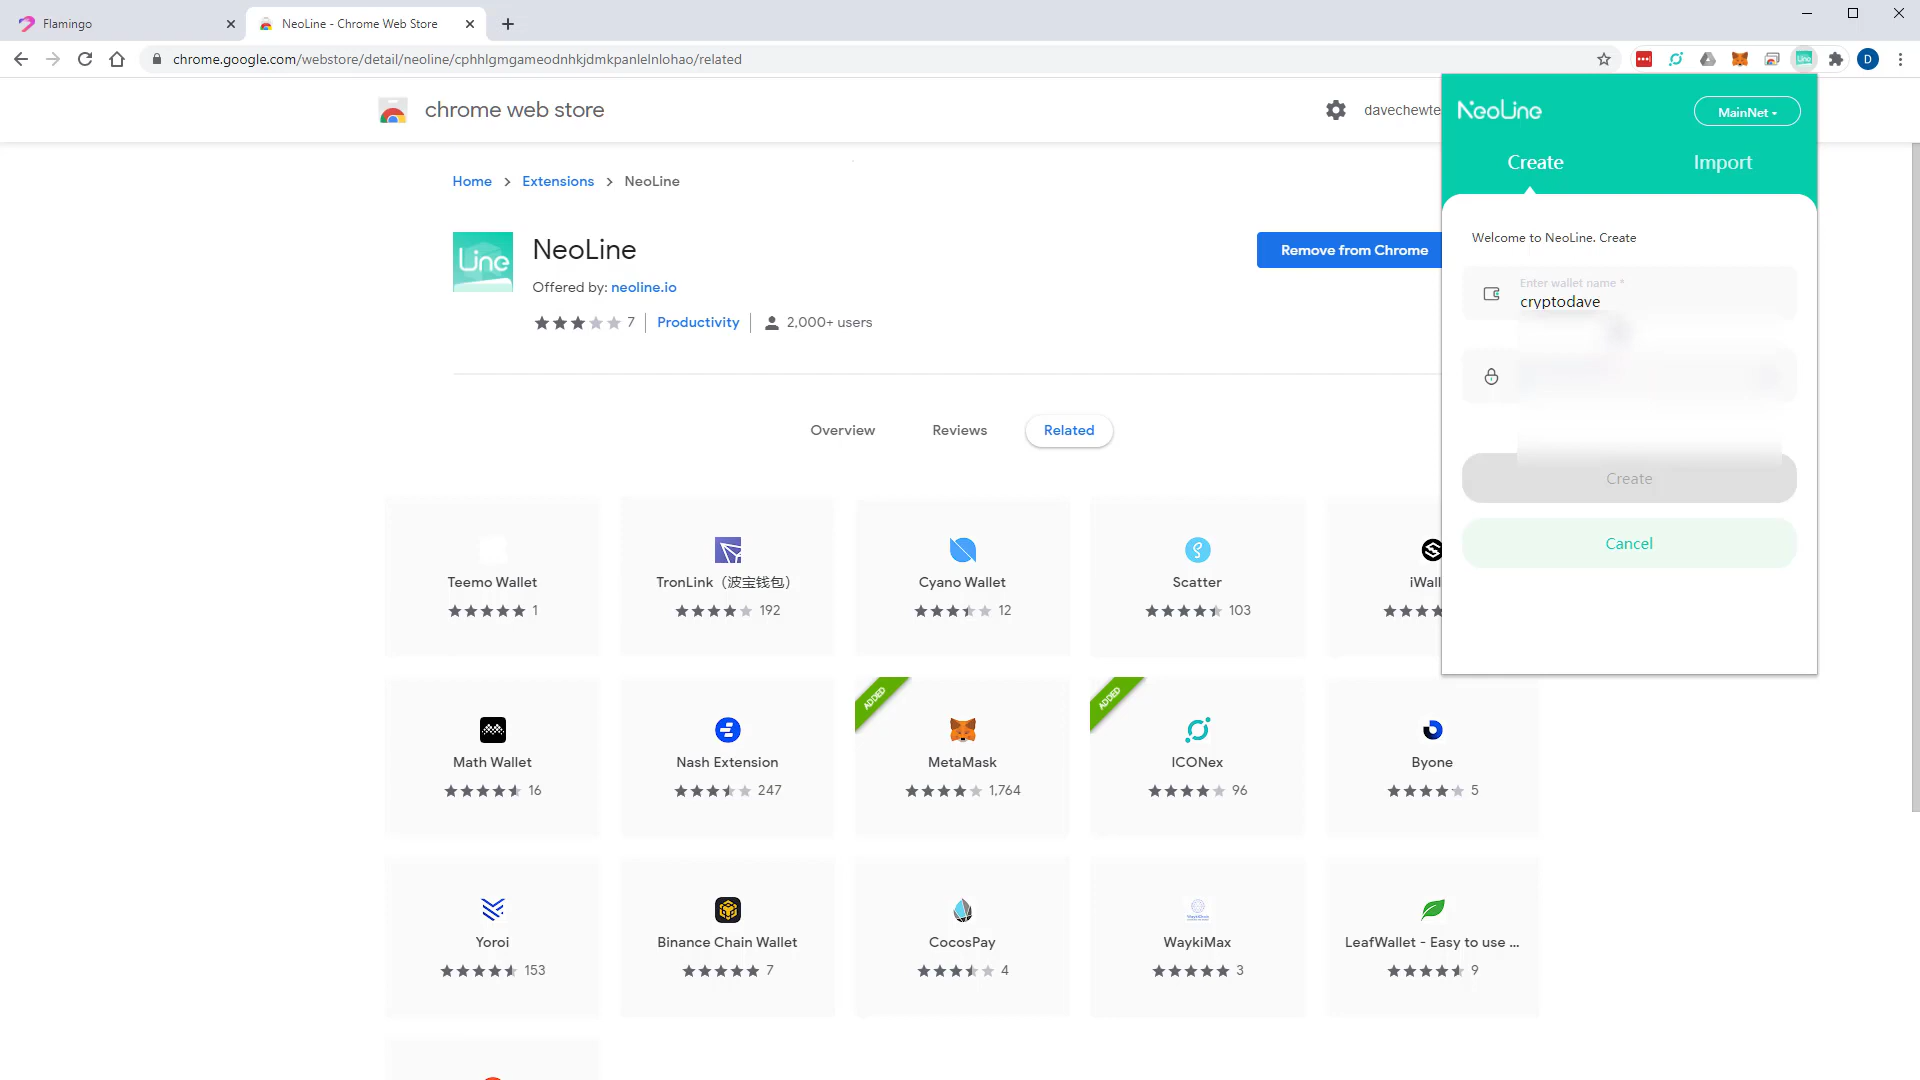 Flamingo
NeoLine - Chrome Web Store
chrome.google.com/webstore/detail/neoline/cphhlgmgameodnhkjdmkpanlelnlohao/related
Line
D
chrome web store
davechewte
NeoLine
MainNet
Create
Import
Home > Extensions > NeoLine
Line
NeoLine
Offered by: neoline.io
7
Productivity
2,000+ users
Remove from Chrome
Welcome to NeoLine. Create
Enter wallet name *
cryptodave
Create
Cancel
Overview
Reviews
Related
Teemo Wallet
1
TronLink（波宝钱包）
192
Cyano Wallet
12
Scatter
103
iWall
Math Wallet
16
Nash Extension
247
ADDED
MetaMask
1,764
ADDED
ICONex
96
Byone
5
Yoroi
153
Binance Chain Wallet
7
CocosPay
4
WaykiMax
3
LeafWallet - Easy to use ...
9